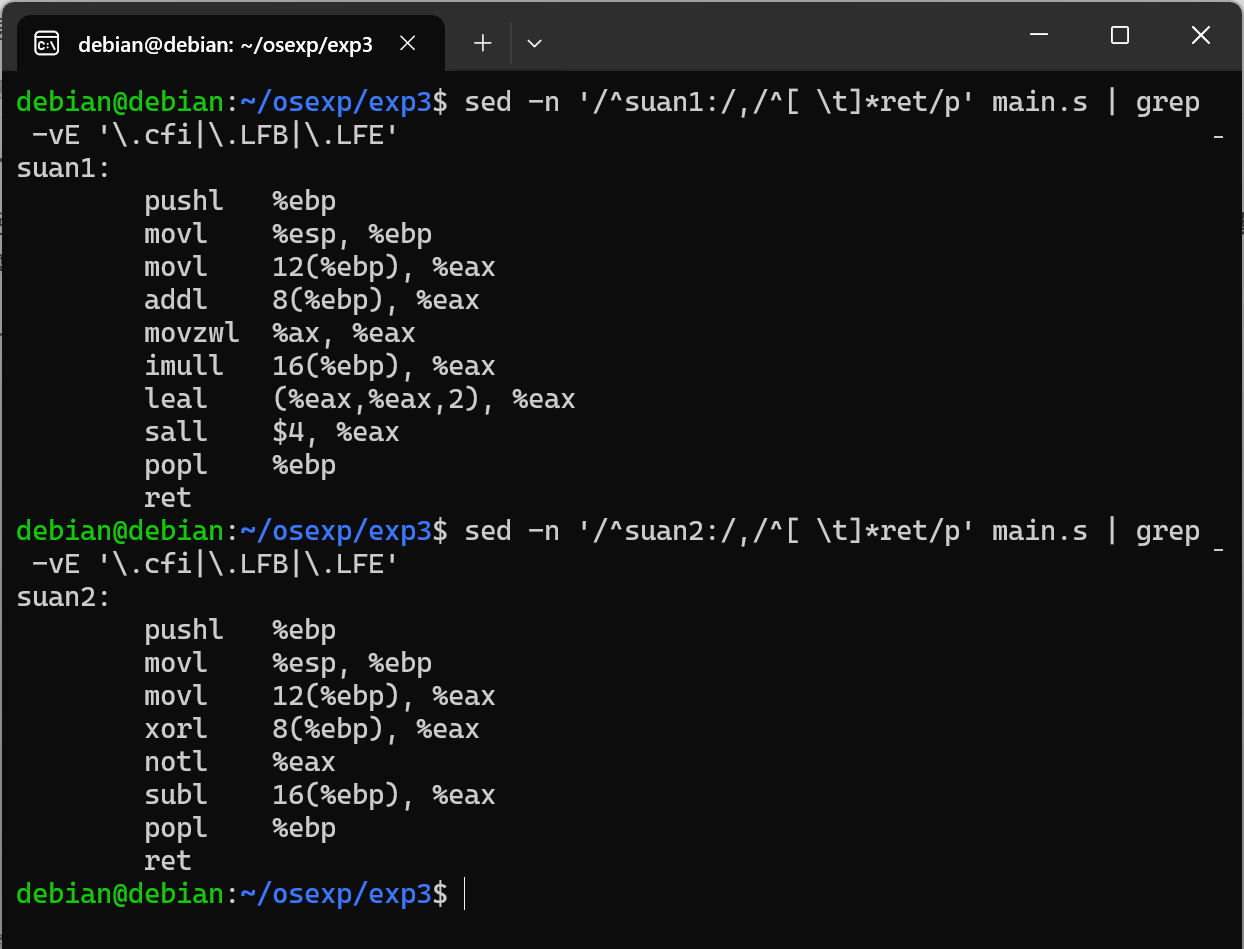 debian@debian: ~/osexp/exp3
debian@debian:~/osexp/exp3$ sed -n '/^suan1:/,/^[ \t]*ret/p' main.s | grep
 -vE '\.cfi|\.LFB|\.LFE'
suan1:
        pushl   %ebp
        movl    %esp, %ebp
        movl    12(%ebp), %eax
        addl    8(%ebp), %eax
        movzwl  %ax, %eax
        imull   16(%ebp), %eax
        leal    (%eax,%eax,2), %eax
        sall    $4, %eax
        popl    %ebp
        ret
debian@debian:~/osexp/exp3$ sed -n '/^suan2:/,/^[ \t]*ret/p' main.s | grep
 -vE '\.cfi|\.LFB|\.LFE'
suan2:
        pushl   %ebp
        movl    %esp, %ebp
        movl    12(%ebp), %eax
        xorl    8(%ebp), %eax
        notl    %eax
        subl    16(%ebp), %eax
        popl    %ebp
        ret
debian@debian:~/osexp/exp3$